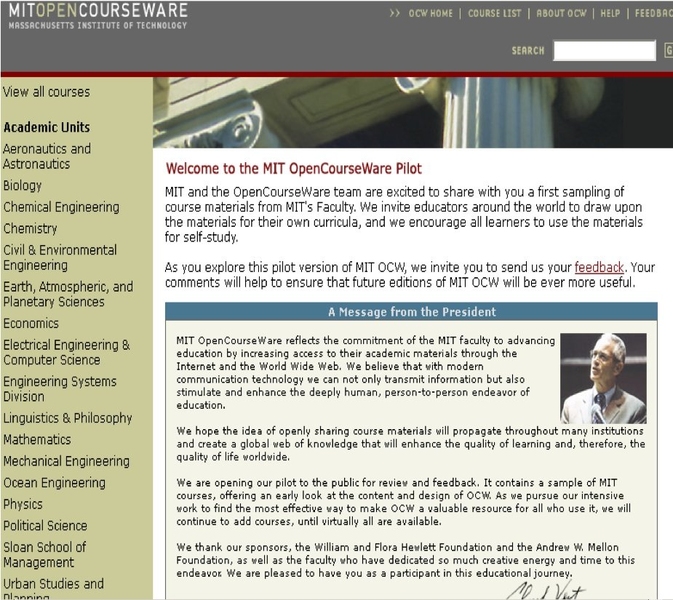 MITOPENCOURSEWARE
MASSACHUSETTS INSTITUTE OF TECHNOLOGY
>> OCW HOME | COURSE LIST | ABOUT OCW | HELP |
SEARCH
View all courses
Academic Units
Aeronautics and
Astronautics
Biology
Chemical Engineering
Chemistry
Civil & Environmental
Engineering
Earth, Atmospheric, and
Planetary Sciences
Economics
Electrical Engineering &
Computer Science
Engineering Systems
Division
Linguistics & Philosophy
Mathematics
Mechanical Engineering
Ocean Engineering
Physics
Political Science
Sloan School of
Management
Urban Studies and
Planning
Welcome to the MIT OpenCourseWare Pilot
MIT and the OpenCourseWare team are excited to share with you a first sampling of
course materials from MIT's Faculty. We invite educators around the world to draw upon
the materials for their own curricula, and we encourage all learners to use the materials
for self-study.
As you explore this pilot version of MIT OCW, we invite you to send us your feedback. Your
comments will help to ensure that future editions of MIT OCW will be ever more useful.
A Message from the President
MIT OpenCourseWare reflects the commitment of the MIT faculty to advancing
education by increasing access to their academic materials through the
Internet and the World Wide Web. We believe that with modern
communication technology we can not only transmit information but also
stimulate and enhance the deeply human, person-to-person endeavor of
education.
We hope the idea of openly sharing course materials will propagate throughout many institutions
and create a global web of knowledge that will enhance the quality of learning and, therefore, the
quality of life worldwide.
We are opening our pilot to the public for review and feedback. It contains a sample of MIT
courses, offering an early look at the content and design of OCW. As we pursue our intensive
work to find the most effective way to make OCW a valuable resource for all who use it, we will
continue to add courses, until virtually all are available.
We thank our sponsors, the William and Flora Hewlett Foundation and the Andrew W. Mellon
Foundation, as well as the faculty who have dedicated so much creative energy and time to this
endeavor. We are pleased to have you as a participant in this educational journey.